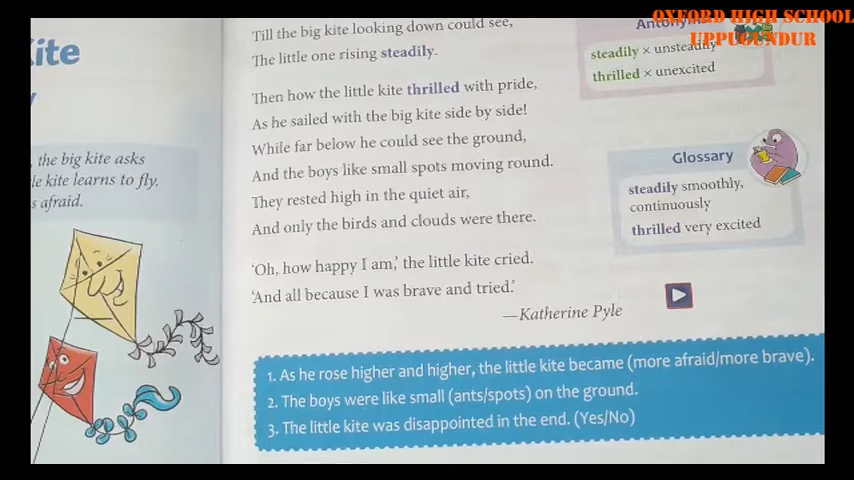 OXFORD HIGH SCHOOL
UPPUGUNDUR
Kite
y
, the big kite asks
le kite learns to fly.
s afraid.
Till the big kite looking down could see,
The little one rising steadily.
Then how the little kite thrilled with pride,
As he sailed with the big kite side by side!
While far below he could see the ground,
And the boys like small spots moving round.
They rested high in the quiet air,
And only the birds and clouds were there.
'Oh, how happy I am,' the little kite cried.
'And all because I was brave and tried.'
—Katherine Pyle
steadily × unsteadily
thrilled × unexcited
Glossary
steadily smoothly,
continuously
thrilled very excited
1. As he rose higher and higher, the little kite became (more afraid/more brave).
2. The boys were like small (ants/spots) on the ground.
3. The little kite was disappointed in the end. (Yes/No)